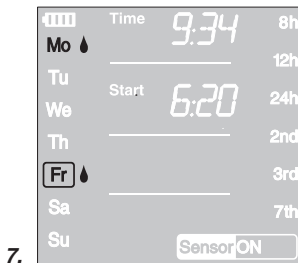 Time 9:34 8h
Mo
12h
Tu
Start 6:20 24h
We
Th 2nd
Fr 3rd
Sa 7th
Su Sensor ON
7.